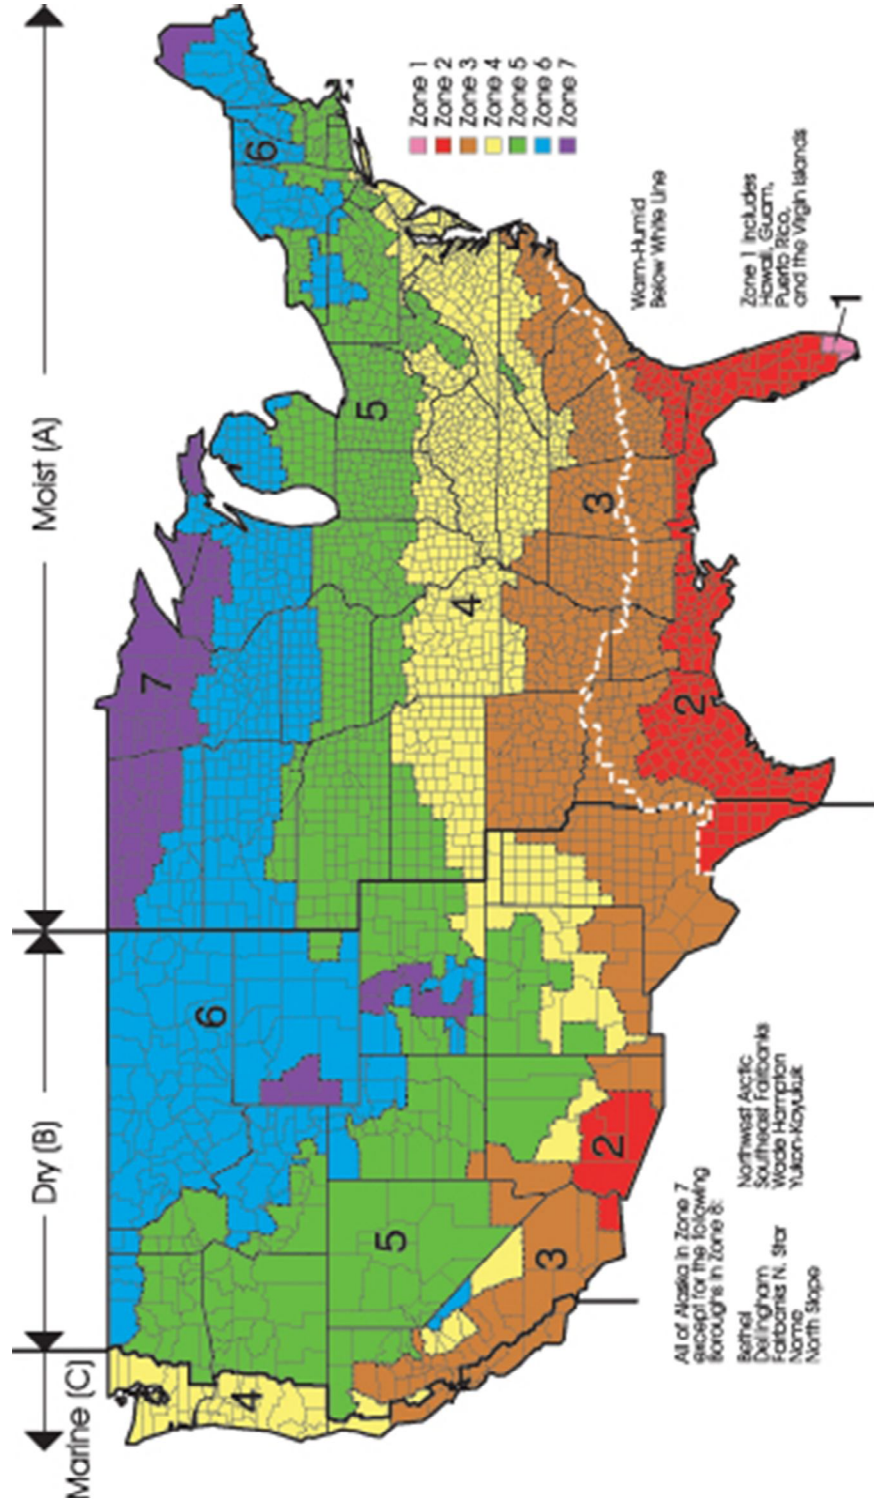 Marine (C)
Dry (B)
Moist (A)
7
6
6
5
5
4
4
3
3
2
2
1
Warm-Humid
Below White Line
Zone 1
Zone 2
Zone 3
Zone 4
Zone 5
Zone 6
Zone 7
All of Alaska in Zone 7
except for the following
Boroughs in Zone 8:
Bethel
Dellingham
Fairbanks N. Star
Nome
North Slope
Northwest Arctic
Southeast Fairbanks
Wade Hampton
Yukon-Koyukuk
Zone 1 includes
Hawaii, Guam,
Puerto Rico,
and the Virgin Islands